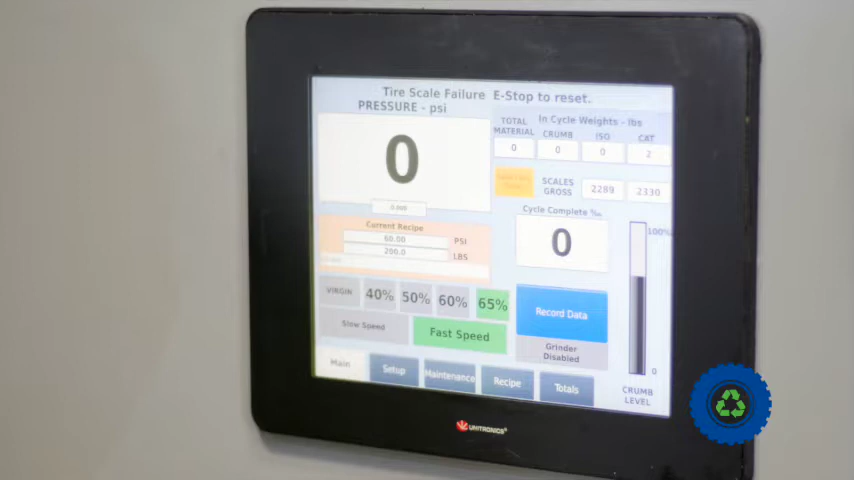 Tire Scale Failure E-Stop to reset.
PRESSURE - psi
In Cycle Weights - lbs
TOTAL MATERIAL
CRUMB
ISO
CAT
0
0
0
2
0
SCALES GROSS
2289
2330
0.000
Cycle Complete %
0
100%
Current Recipe
60.00 PSI
200.0 LBS
VIRGIN
40%
50%
60%
65%
Record Data
Slow Speed
Fast Speed
Grinder Disabled
0
Main
Setup
Maintenance
Recipe
Totals
CRUMB LEVEL
UNITRONICS